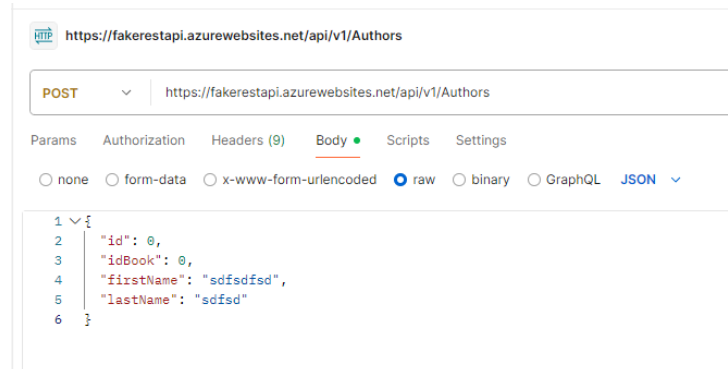 HTTP https://fakerestapi.azurewebsites.net/api/v1/Authors
POST https://fakerestapi.azurewebsites.net/api/v1/Authors
Params Authorization Headers (9) Body Scripts Settings
none form-data x-www-form-urlencoded raw binary GraphQL JSON
1 {
2 "id": 0,
3 "idBook": 0,
4 "firstName": "sdfsdfsd",
5 "lastName": "sdfsd"
6 }